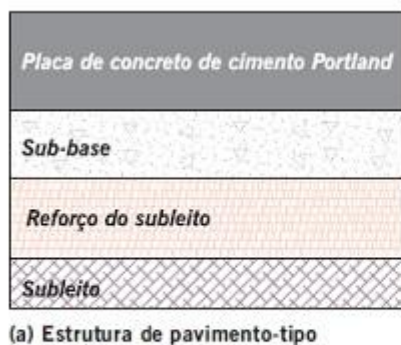 Placa de concreto de cimento Portland
Sub-base
Reforço do subleito
Subleito
(a) Estrutura de pavimento-tipo